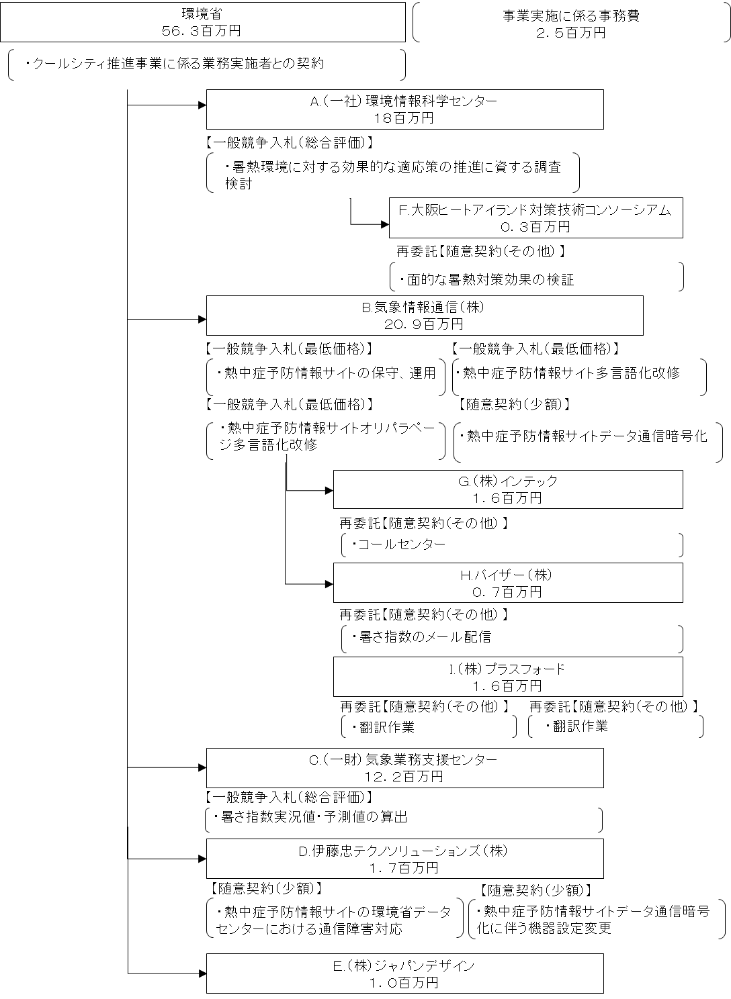 環境省
５６．３百万円
事業実施に係る事務費
２．５百万円
・クールシティ推進事業に係る業務実施者との契約
Ａ．（一社）環境情報科学センター
１８百万円
【一般競争入札（総合評価）】
・暑熱環境に対する効果的な適応策の推進に資する調査
検討
Ｆ．大阪ヒートアイランド対策技術コンソーシアム
０．３百万円
再委託【随意契約（その他）】
・面的な暑熱対策効果の検証
Ｂ．気象情報通信（株）
２０．９百万円
【一般競争入札（最低価格）】
・熱中症予防情報サイトの保守、運用
【一般競争入札（最低価格）】
・熱中症予防情報サイト多言語化改修
【一般競争入札（最低価格）】
・熱中症予防情報サイトオリパラペー
ジ多言語化改修
【随意契約（少額）】
・熱中症予防情報サイトデータ通信暗号化
Ｇ．（株）インテック
１．６百万円
再委託【随意契約（その他）】
・コールセンター
Ｈ．バイザー（株）
０．７百万円
再委託【随意契約（その他）】
・暑さ指数のメール配信
Ｉ．（株）プラスフォード
１．６百万円
再委託【随意契約（その他）】
・翻訳作業
再委託【随意契約（その他）】
・翻訳作業
Ｃ．（一財）気象業務支援センター
１２．２百万円
【一般競争入札（総合評価）】
・暑さ指数実況値・予測値の算出
Ｄ．伊藤忠テクノソリューションズ（株）
１．７百万円
【随意契約（少額）】
・熱中症予防情報サイトの環境省データ
センターにおける通信障害対応
【随意契約（少額）】
・熱中症予防情報サイトデータ通信暗号
化に伴う機器設定変更
Ｅ．（株）ジャパンデザイン
１．０百万円